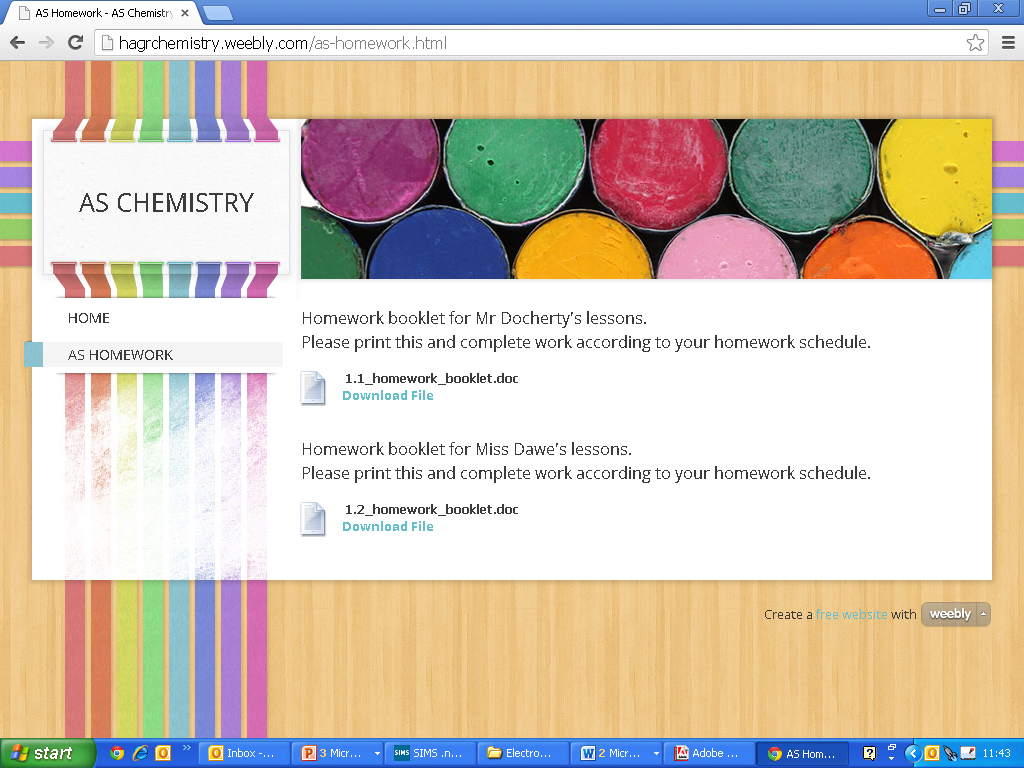 AS Homework - AS Chemistry
hagrchemistry.weebly.com/as-homework.html
AS CHEMISTRY
HOME
AS HOMEWORK
Homework booklet for Mr Docherty's lessons.
Please print this and complete work according to your homework schedule.
1.1_homework_booklet.doc
Download File
Homework booklet for Miss Dawe's lessons.
Please print this and complete work according to your homework schedule.
1.2_homework_booklet.doc
Download File
Create a free website with weebly
start
Inbox -...
3 Micr...
SIMS
SIMS .n...
Electro...
2 Micr...
Adobe ...
AS Hom...
11:43